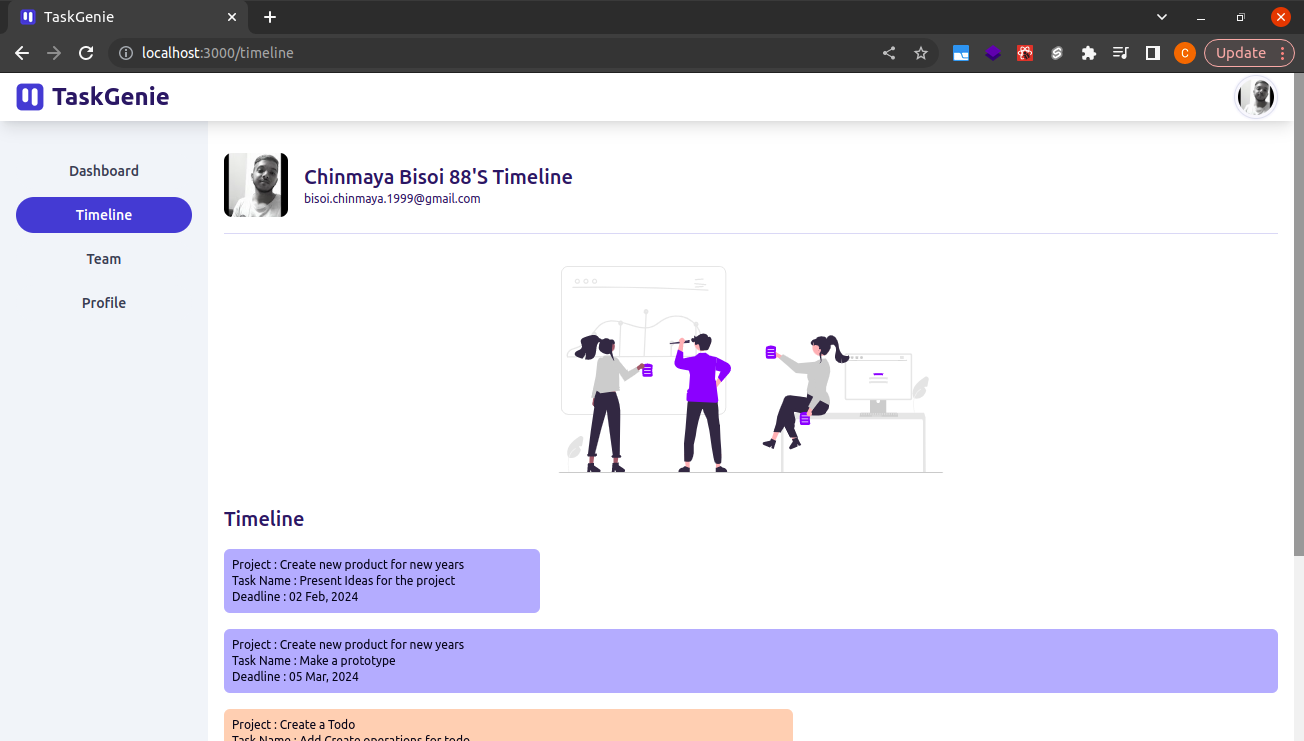 TaskGenie
localhost:3000/timeline
C
Update
TaskGenie
Dashboard
Timeline
Team
Profile
Chinmaya Bisoi 88'S Timeline
bisoi.chinmaya.1999@gmail.com
Timeline
Project : Create new product for new years
Task Name : Present Ideas for the project
Deadline : 02 Feb, 2024
Project : Create new product for new years
Task Name : Make a prototype
Deadline : 05 Mar, 2024
Project : Create a Todo
Task Name : Add Create operations for todo